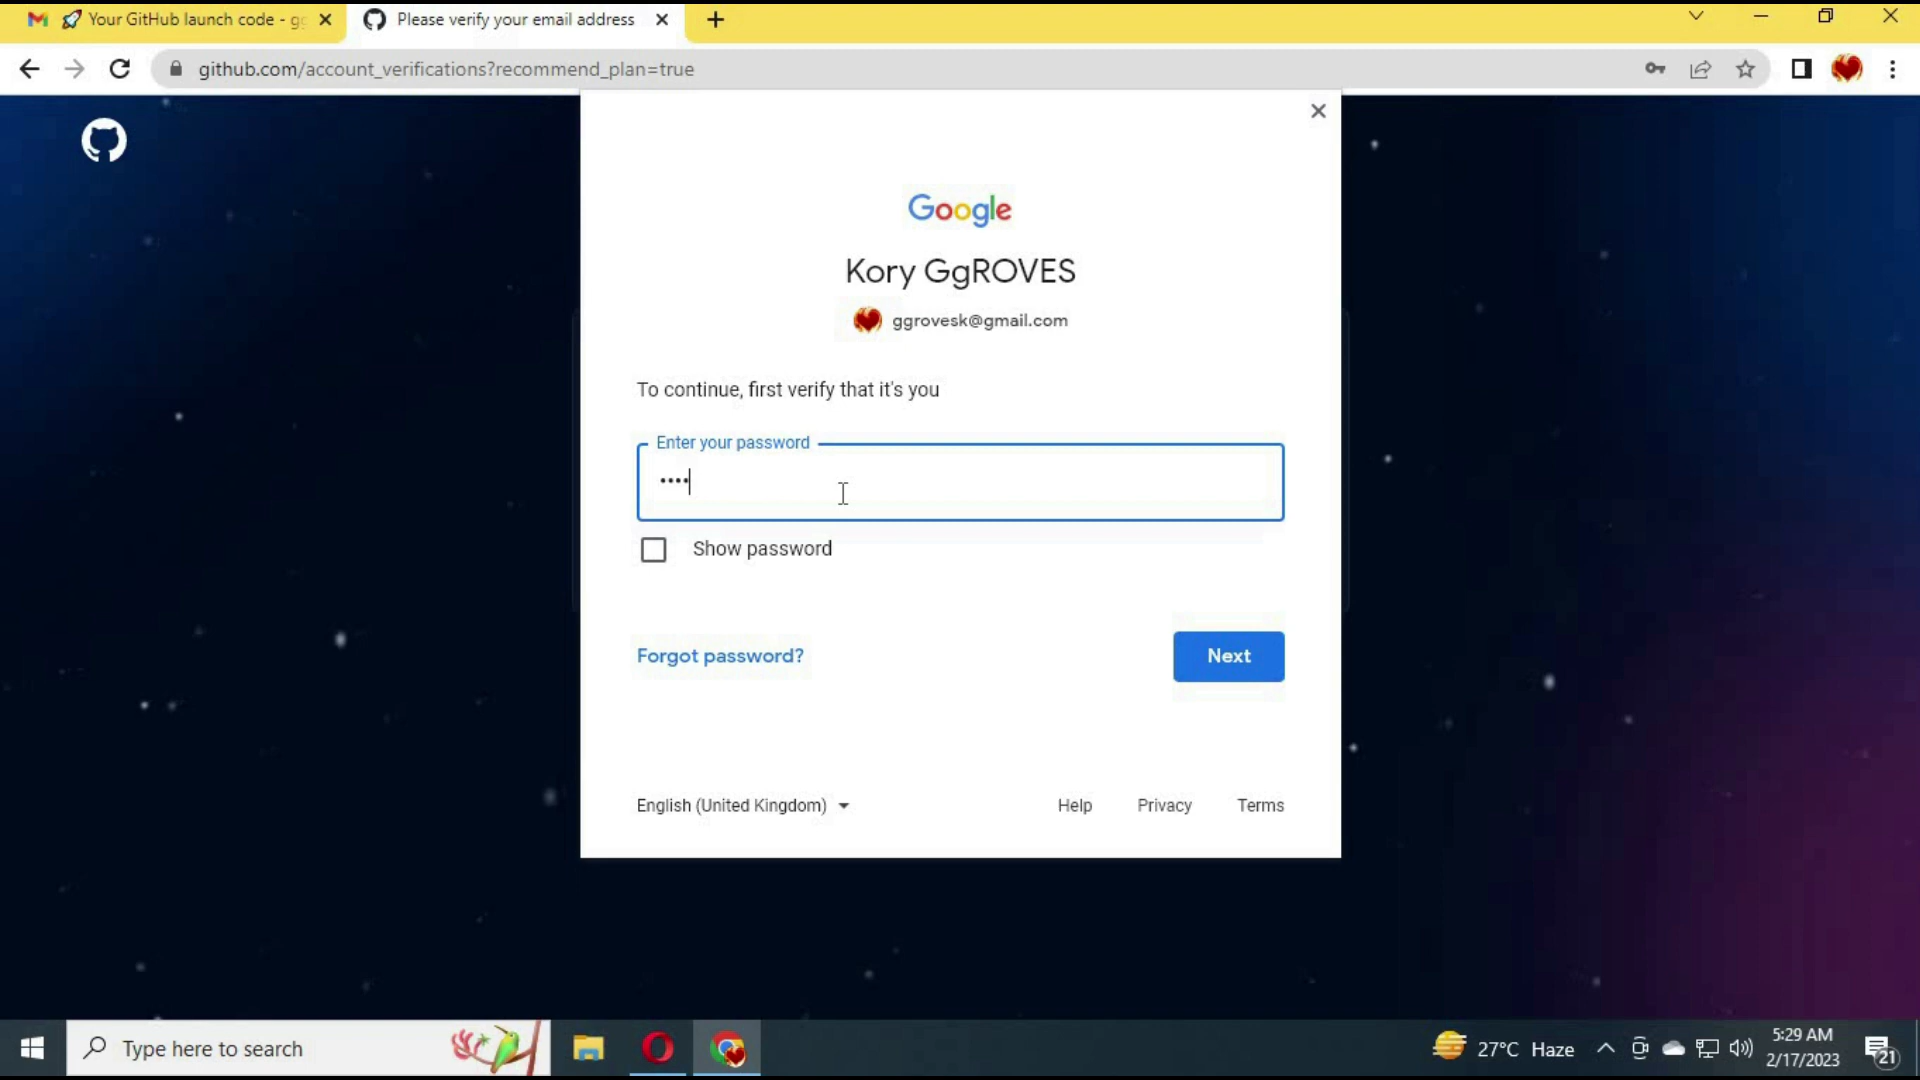 Your GitHub launch code - gg
Please verify your email address
github.com/account_verifications?recommend_plan=true
Google
Kory GgROVES
ggrovesk@gmail.com
To continue, first verify that it's you
Enter your password
••••
Show password
Forgot password?
Next
English (United Kingdom)
Help
Privacy
Terms
Type here to search
27°C Haze
5:29 AM
2/17/2023
21